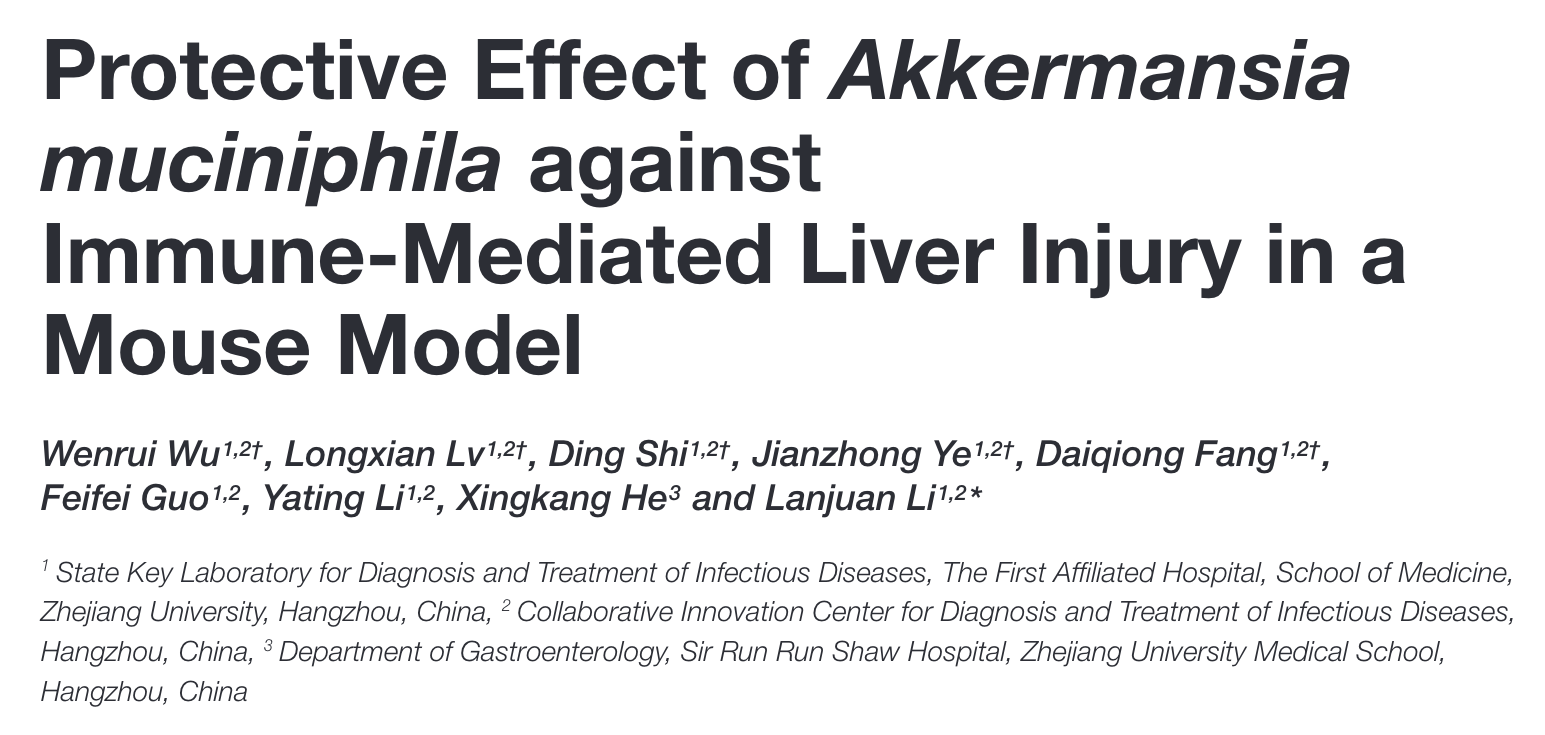 Protective Effect of Akkermansia
muciniphila against
Immune-Mediated Liver Injury in a
Mouse Model
Wenrui Wu1,2†, Longxian Lv1,2†, Ding Shi1,2†, Jianzhong Ye1,2†, Daiqiong Fang1,2†,
Feifei Guo1,2, Yating Li1,2, Xingkang He3 and Lanjuan Li1,2*
1 State Key Laboratory for Diagnosis and Treatment of Infectious Diseases, The First Affiliated Hospital, School of Medicine,
Zhejiang University, Hangzhou, China, 2 Collaborative Innovation Center for Diagnosis and Treatment of Infectious Diseases,
Hangzhou, China, 3 Department of Gastroenterology, Sir Run Run Shaw Hospital, Zhejiang University Medical School,
Hangzhou, China